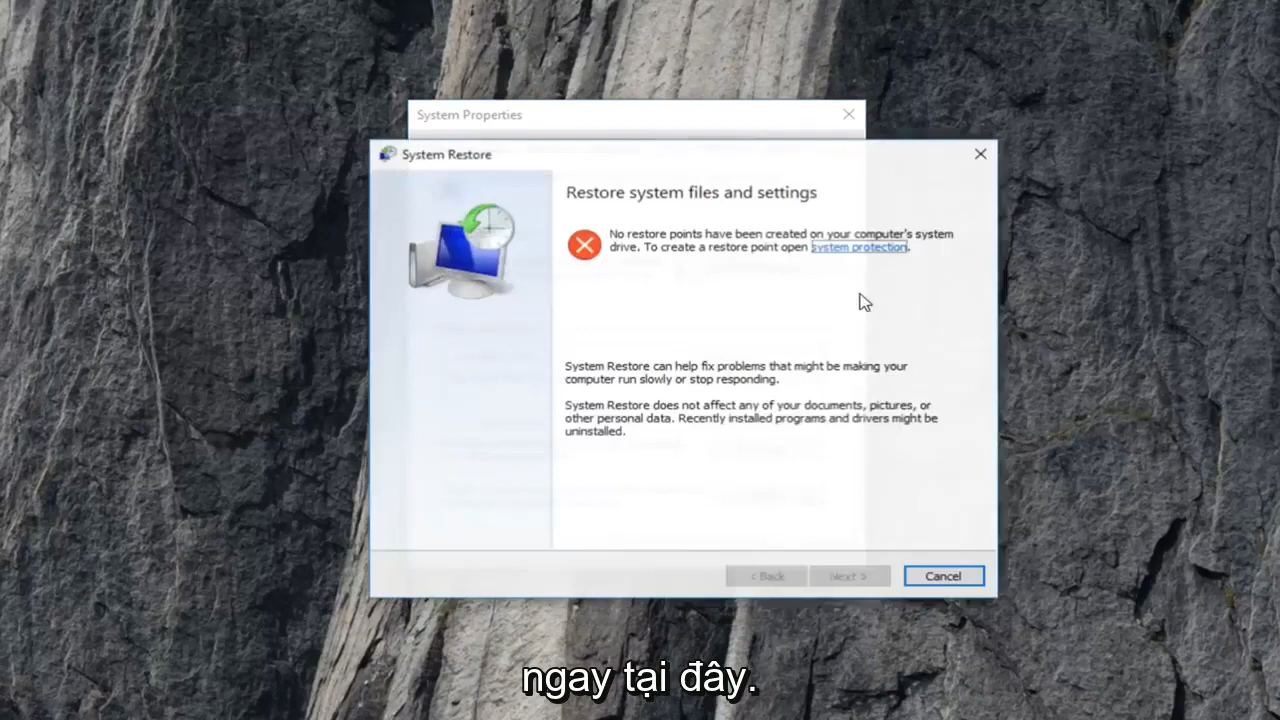 System Properties
System Restore
Restore system files and settings
No restore points have been created on your computer's system
drive. To create a restore point open system protection.
System Restore can help fix problems that might be making your
computer run slowly or stop responding.
System Restore does not affect any of your documents, pictures, or
other personal data. Recently installed programs and drivers might be
uninstalled.
< Back
Next >
Cancel
ngay tại đây.